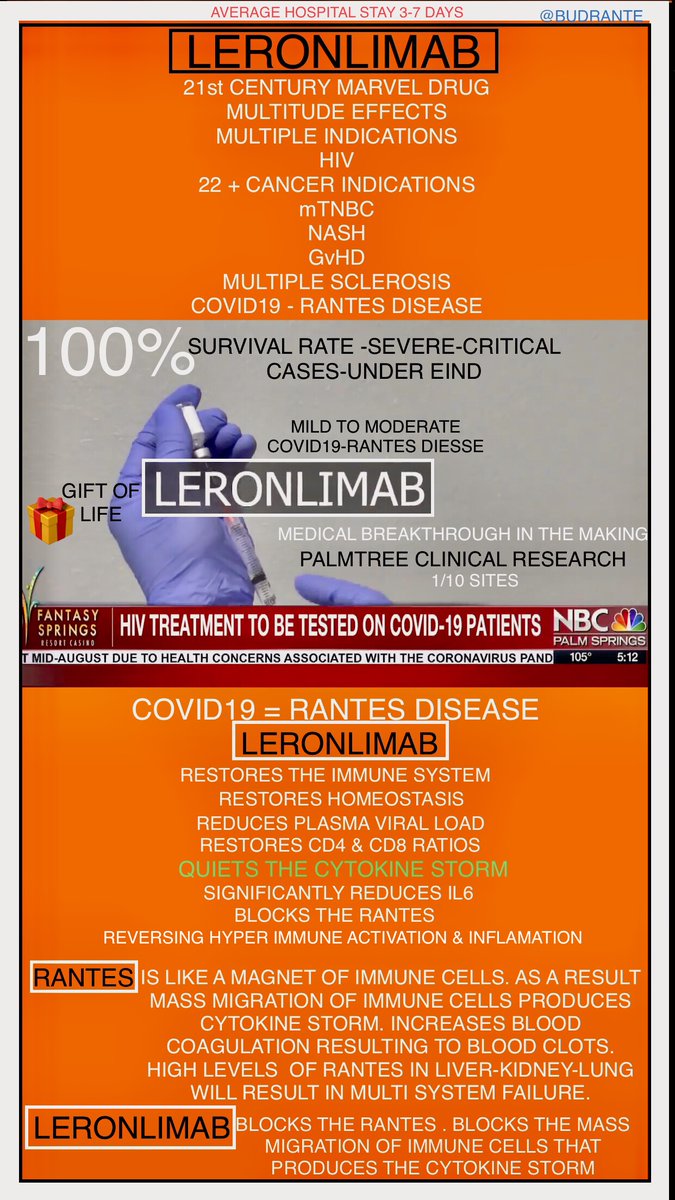 AVERAGE HOSPITAL STAY 3-7 DAYS
@BUDRANTE
LERONLIMAB
21st CENTURY MARVEL DRUG
MULTITUDE EFFECTS
MULTIPLE INDICATIONS
HIV
22 + CANCER INDICATIONS
mTNBC
NASH
GvHD
MULTIPLE SCLEROSIS
COVID19 - RANTES DISEASE
100%
SURVIVAL RATE -SEVERE-CRITICAL
CASES-UNDER EIND
MILD TO MODERATE
COVID19-RANTES DIESSE
GIFT OF
LIFE
LERONLIMAB
MEDICAL BREAKTHROUGH IN THE MAKING
PALMTREE CLINICAL RESEARCH
1/10 SITES
FANTASY
SPRINGS
RESORT CASINO
HIV TREATMENT TO BE TESTED ON COVID-19 PATIENTS
NBC
PALM SPRINGS
T MID-AUGUST DUE TO HEALTH CONCERNS ASSOCIATED WITH THE CORONAVIRUS PAND
105° 5:12
COVID19 = RANTES DISEASE
LERONLIMAB
RESTORES THE IMMUNE SYSTEM
RESTORES HOMEOSTASIS
REDUCES PLASMA VIRAL LOAD
RESTORES CD4 & CD8 RATIOS
QUIETS THE CYTOKINE STORM
SIGNIFICANTLY REDUCES IL6
BLOCKS THE RANTES
REVERSING HYPER IMMUNE ACTIVATION & INFLAMATION
RANTES IS LIKE A MAGNET OF IMMUNE CELLS. AS A RESULT
MASS MIGRATION OF IMMUNE CELLS PRODUCES
CYTOKINE STORM. INCREASES BLOOD
COAGULATION RESULTING TO BLOOD CLOTS.
HIGH LEVELS OF RANTES IN LIVER-KIDNEY-LUNG
WILL RESULT IN MULTI SYSTEM FAILURE.
LERONLIMAB BLOCKS THE RANTES . BLOCKS THE MASS
MIGRATION OF IMMUNE CELLS THAT
PRODUCES THE CYTOKINE STORM